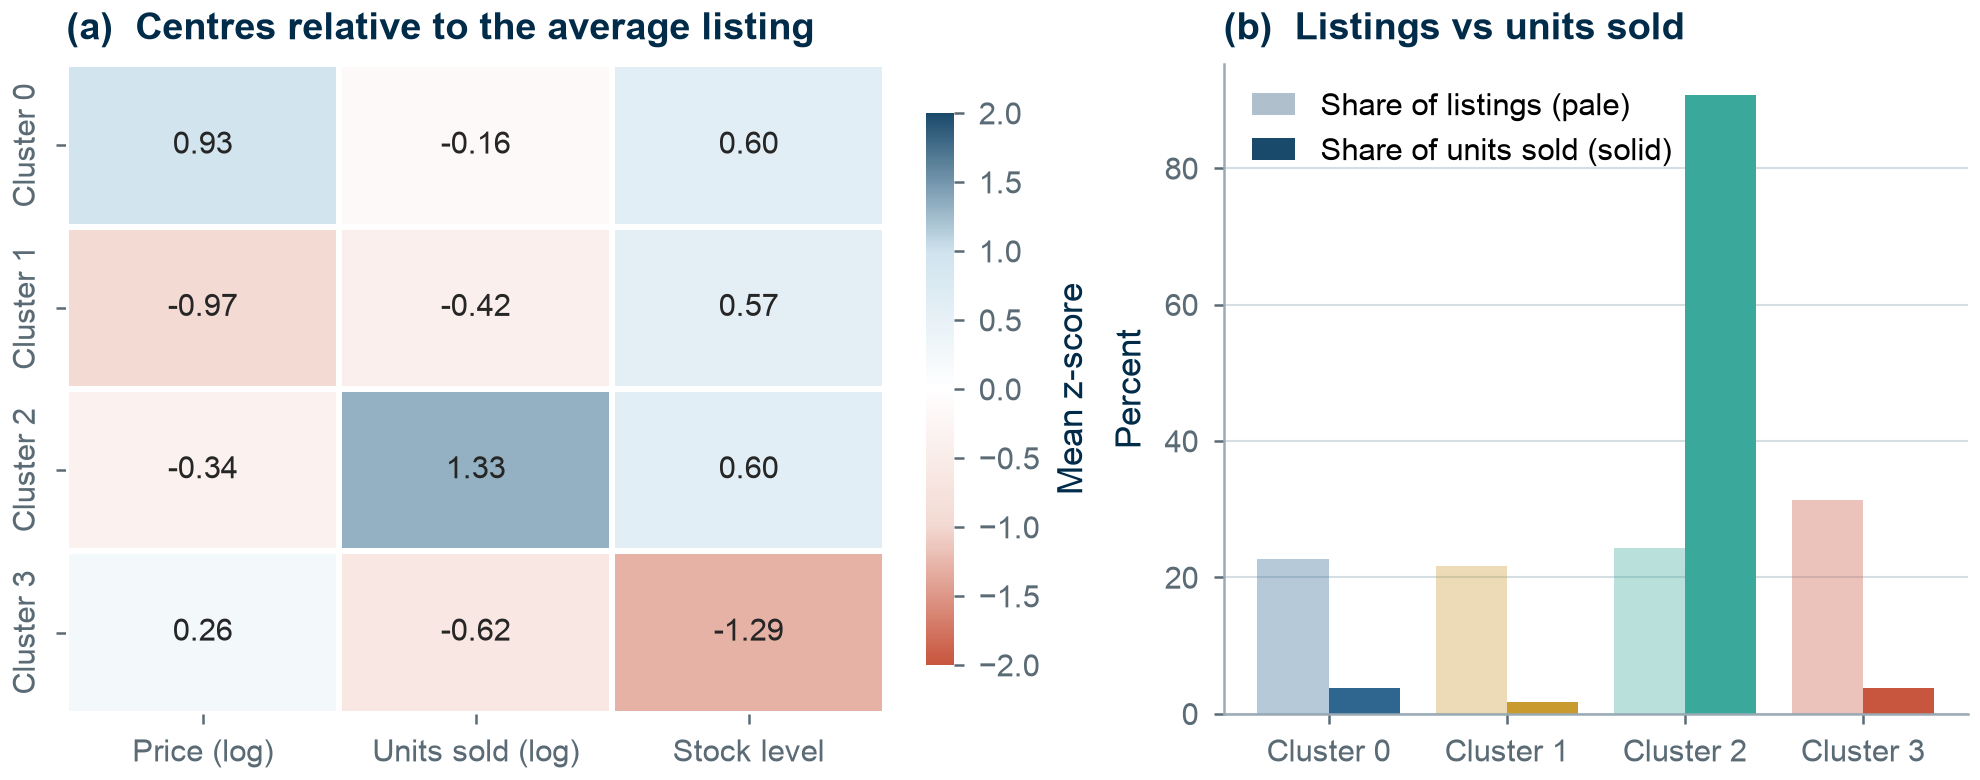 (a) Centres relative to the average listing
Cluster 0
0.93
-0.16
0.60
Cluster 1
-0.97
-0.42
0.57
Cluster 2
-0.34
1.33
0.60
Cluster 3
0.26
-0.62
-1.29
Price (log)
Units sold (log)
Stock level
2.0
1.5
1.0
0.5
0.0
−0.5
−1.0
−1.5
−2.0
Mean z-score
(b) Listings vs units sold
Share of listings (pale)
Share of units sold (solid)
Percent
80
60
40
20
0
Cluster 0
Cluster 1
Cluster 2
Cluster 3